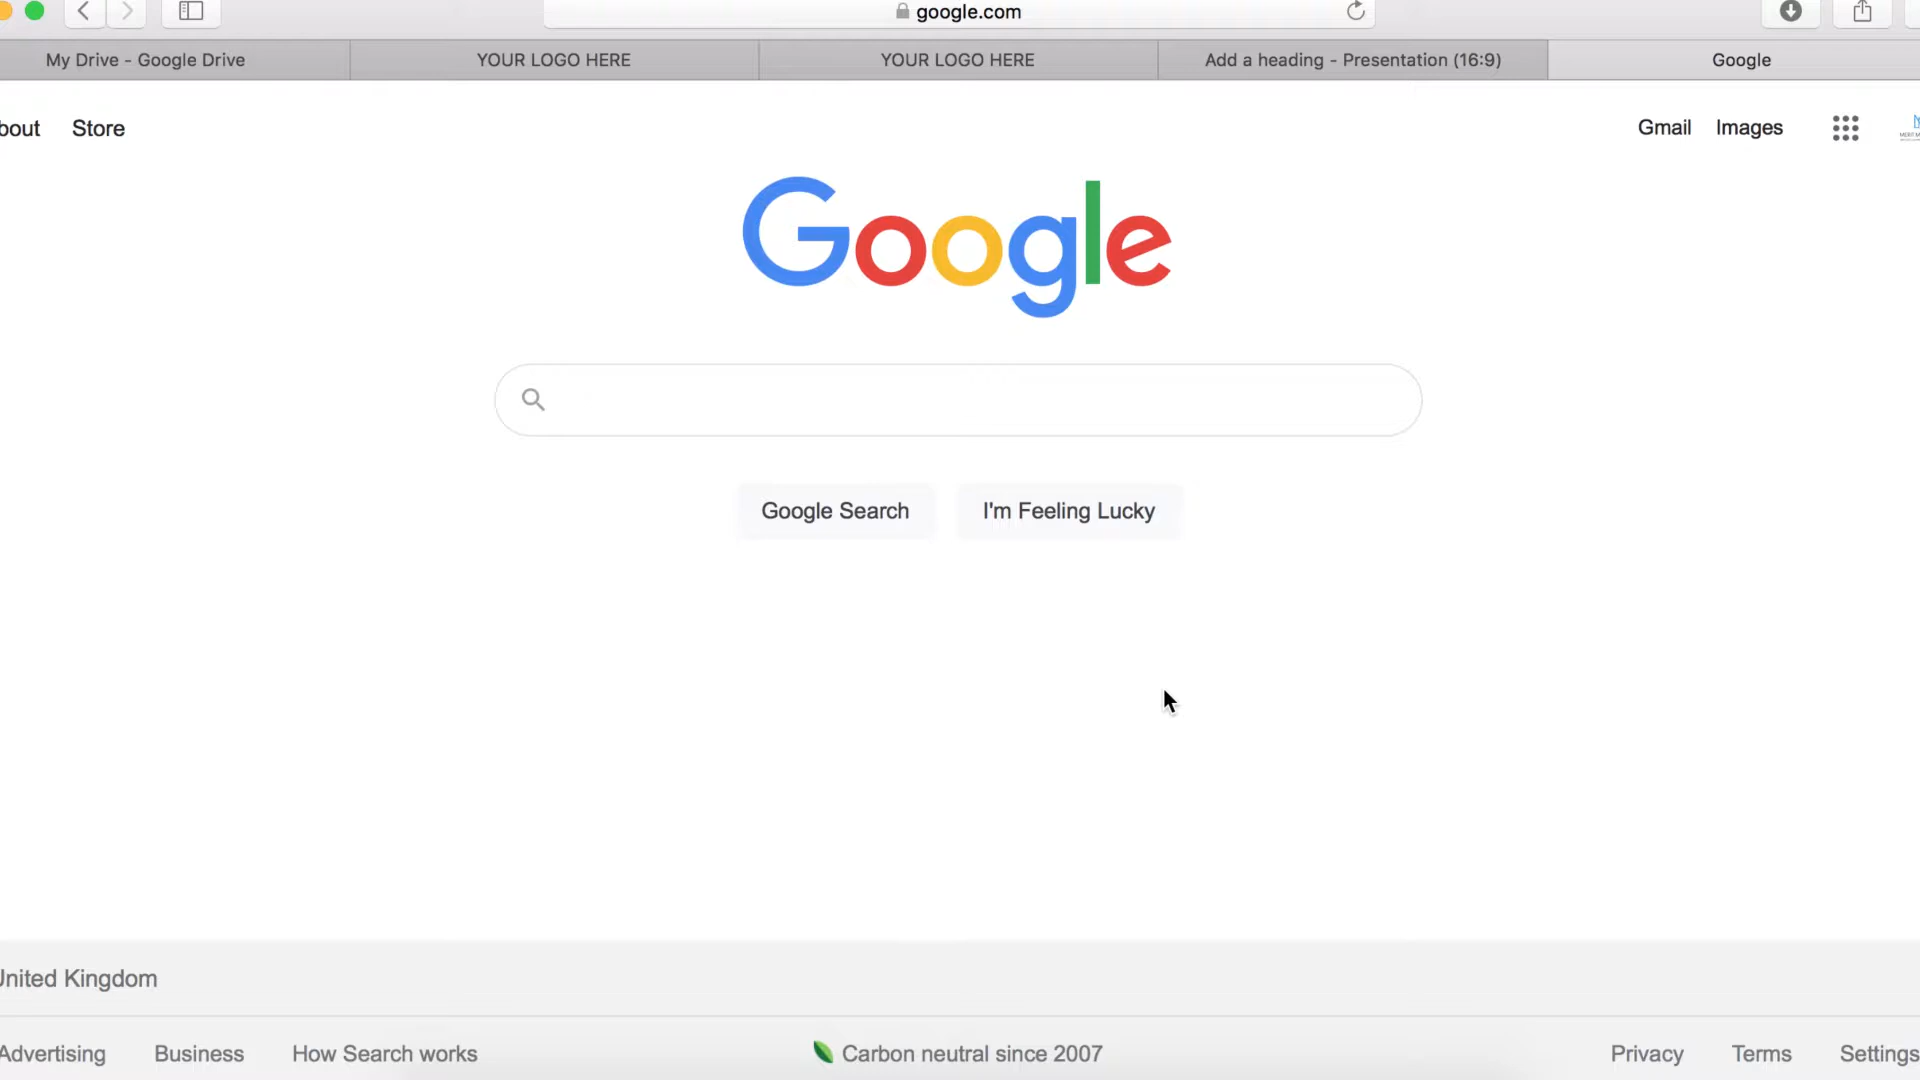 google.com
My Drive - Google Drive
YOUR LOGO HERE
YOUR LOGO HERE
Add a heading - Presentation (16:9)
Google
bout
Store
Gmail
Images
Google
Google Search
I'm Feeling Lucky
United Kingdom
Advertising
Business
How Search works
Carbon neutral since 2007
Privacy
Terms
Settings